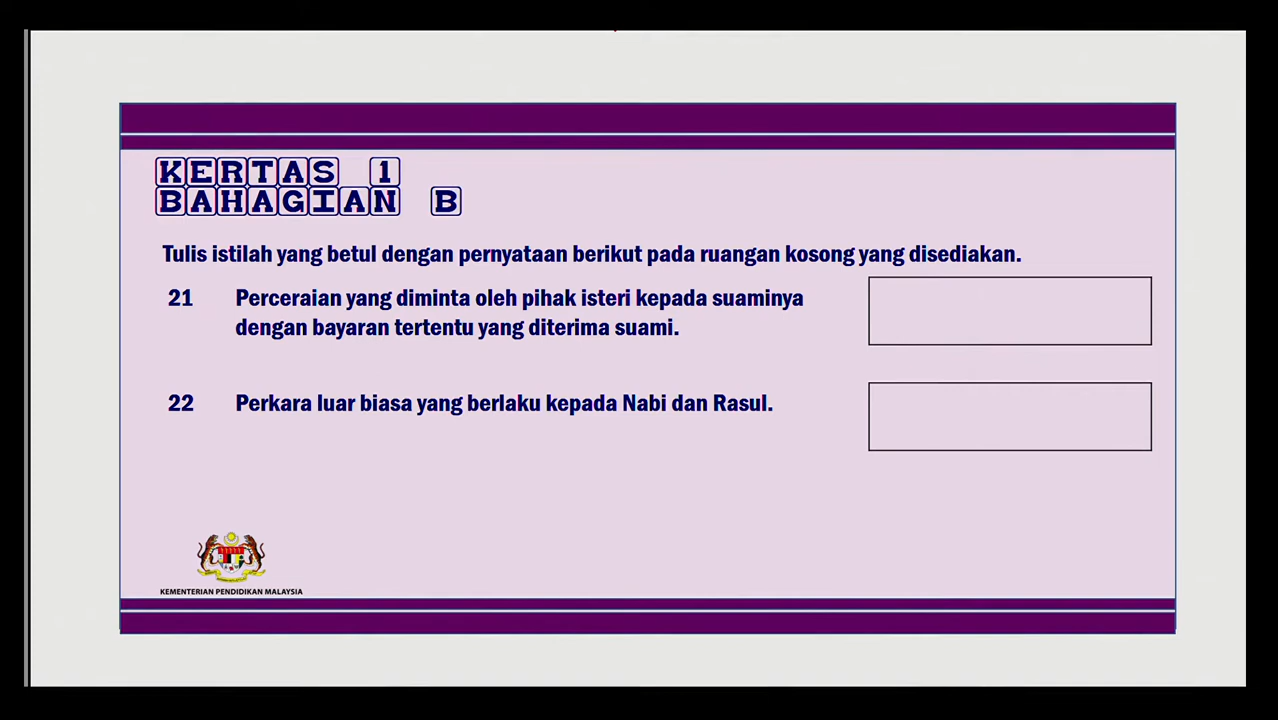 KERTAS 1
BAHAGIAN B
Tulis istilah yang betul dengan pernyataan berikut pada ruangan kosong yang disediakan.
21 Perceraian yang diminta oleh pihak isteri kepada suaminya
dengan bayaran tertentu yang diterima suami.
22 Perkara luar biasa yang berlaku kepada Nabi dan Rasul.
KEMENTERIAN PENDIDIKAN MALAYSIA